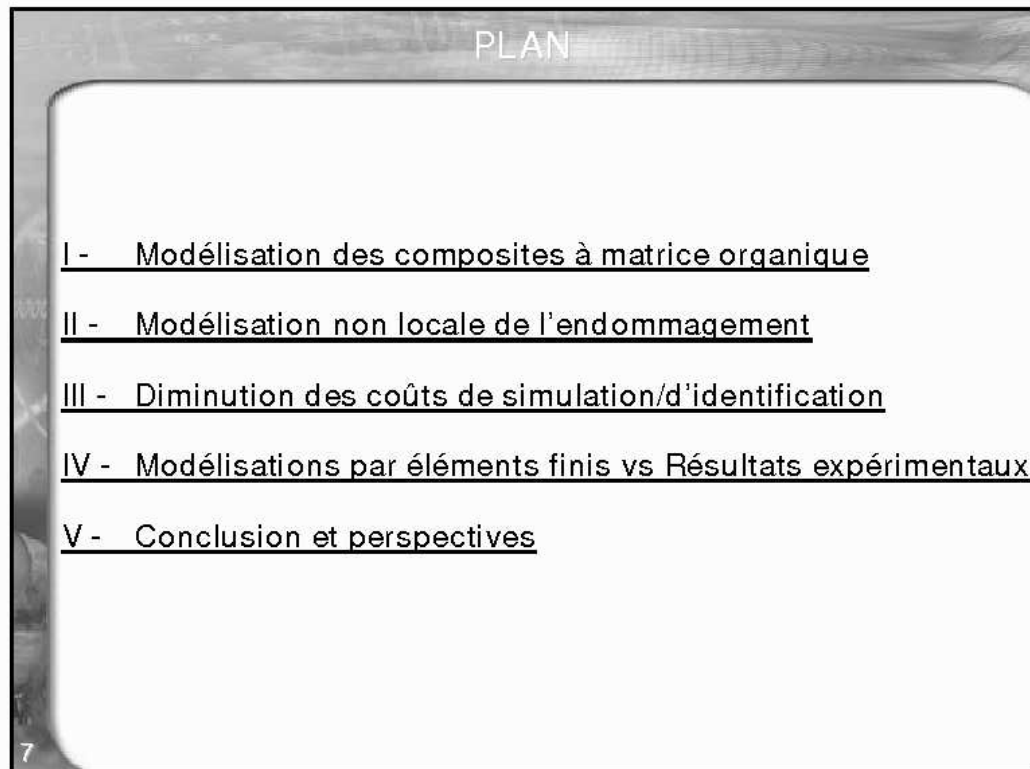 PLAN
I - Modélisation des composites à matrice organique
II - Modélisation non locale de l'endommagement
III - Diminution des coûts de simulation/d'identification
IV - Modélisations par éléments finis vs Résultats expérimentaux
V - Conclusion et perspectives
7